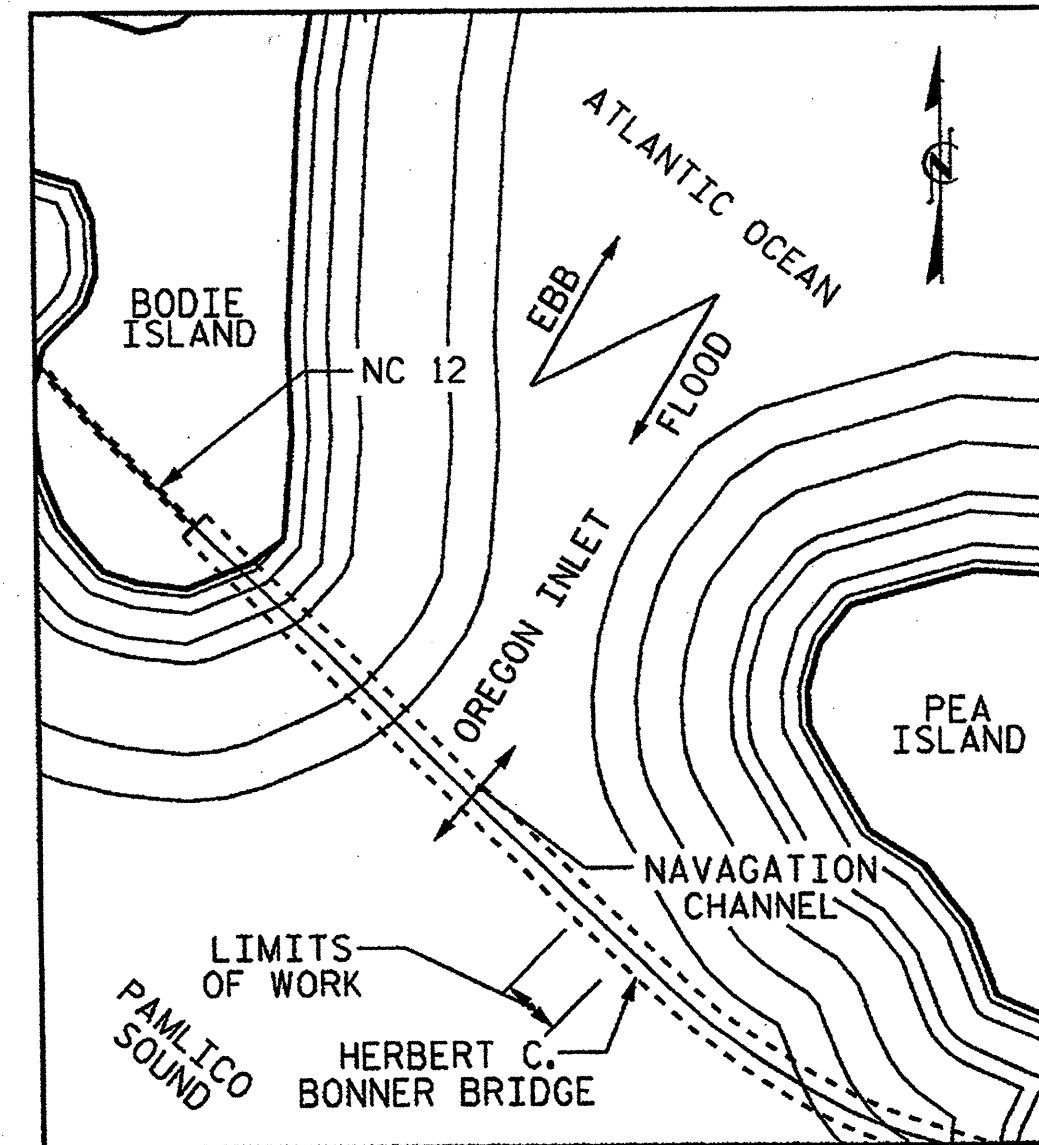 ATLANTIC OCEAN
N
BODIE
ISLAND
EBB
FLOOD
NC 12
OREGON INLET
PEA
ISLAND
NAVAGATION
CHANNEL
LIMITS
OF WORK
PAMLICO
SOUND
HERBERT C.
BONNER BRIDGE